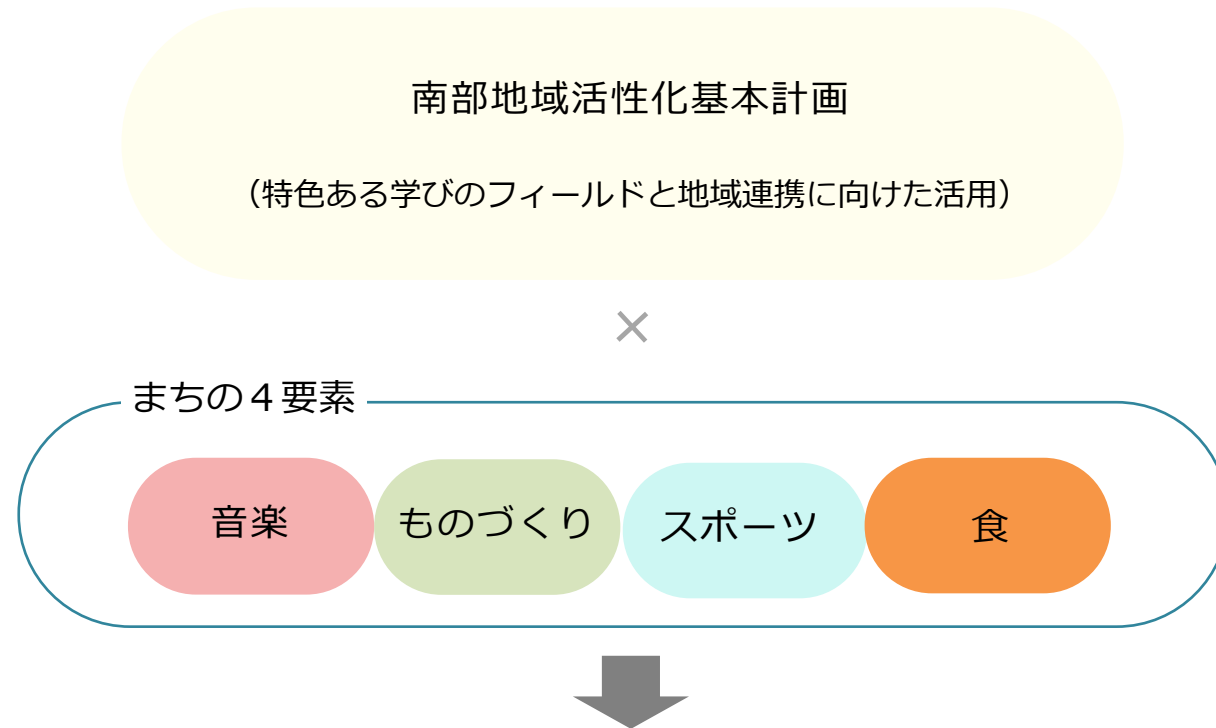 南部地域活性化基本計画
（特色ある学びのフィールドと地域連携に向けた活用）
×
まちの４要素
音楽 ものづくり スポーツ 食